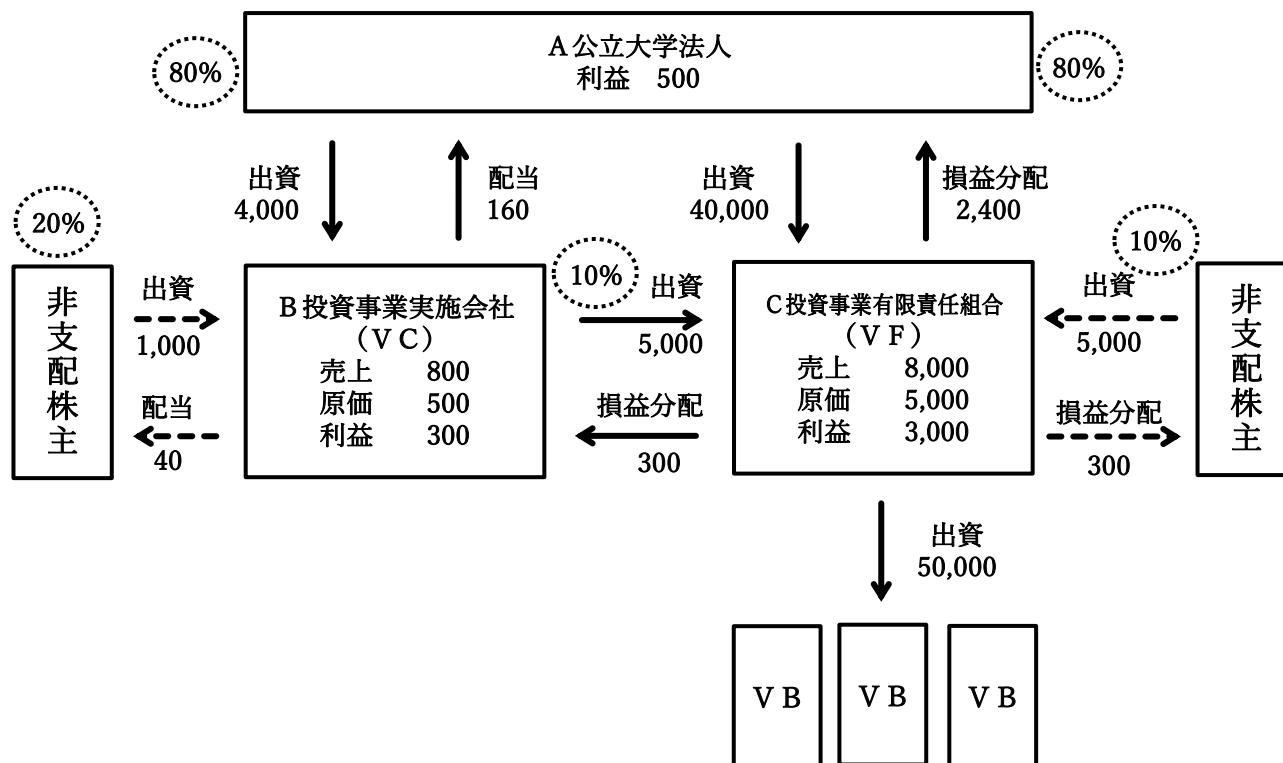 A公立大学法人
利益 500
80%
80%
出資
4,000
配当
160
出資
40,000
損益分配
2,400
20%
10%
10%
非支配株主
出資
1,000
配当
40
B投資事業実施会社
（VC）
売上 800
原価 500
利益 300
出資
5,000
損益分配
300
C投資事業有限責任組合
（VF）
売上 8,000
原価 5,000
利益 3,000
出資
5,000
損益分配
300
非支配株主
出資
50,000
VB
VB
VB